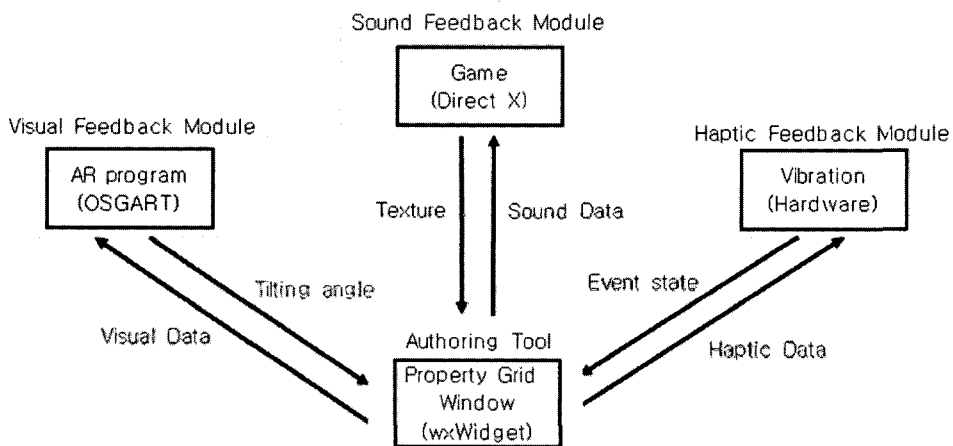 Sound Feedback Module
Game
(Direct X)
Visual Feedback Module
AR program
(OSGART)
Haptic Feedback Module
Vibration
(Hardware)
Texture
Sound Data
Tilting angle
Visual Data
Event state
Haptic Data
Authoring Tool
Property Grid
Window
(wxWidget)